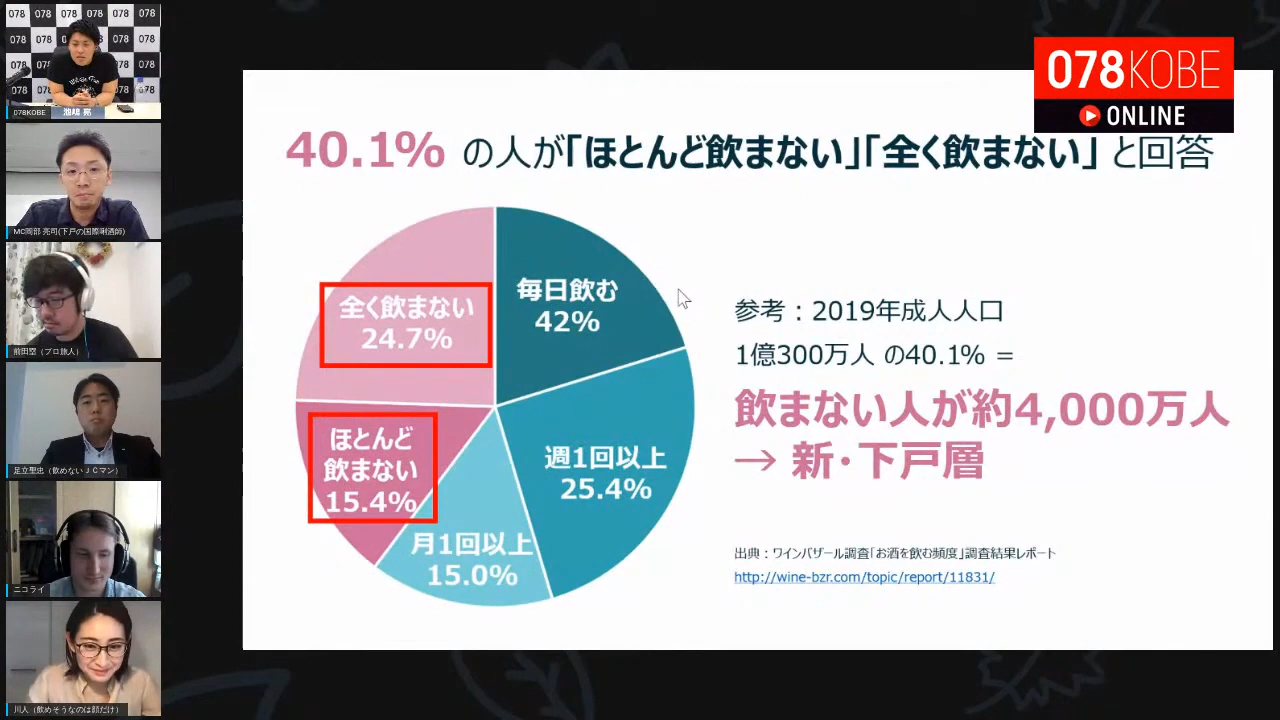 078KOBE
ONLINE
40.1% の人が「ほとんど飲まない」「全く飲まない」 と回答
毎日飲む
42%
週1回以上
25.4%
月1回以上
15.0%
ほとんど
飲まない
15.4%
全く飲まない
24.7%
参考：2019年成人人口
1億300万人 の40.1% ＝
飲まない人が約4,000万人
→ 新・下戸層
出典：ワインバザール調査「お酒を飲む頻度」調査結果レポート
http://wine-bzr.com/topic/report/11831/
078KOBE 池嶋 亮
MC岡部 亮司(下戸の国際唎酒師)
前田塁（プロ旅人）
足立聖忠（飲めないＪＣマン）
ニコライ
川人（飲めそうなのは顔だけ）